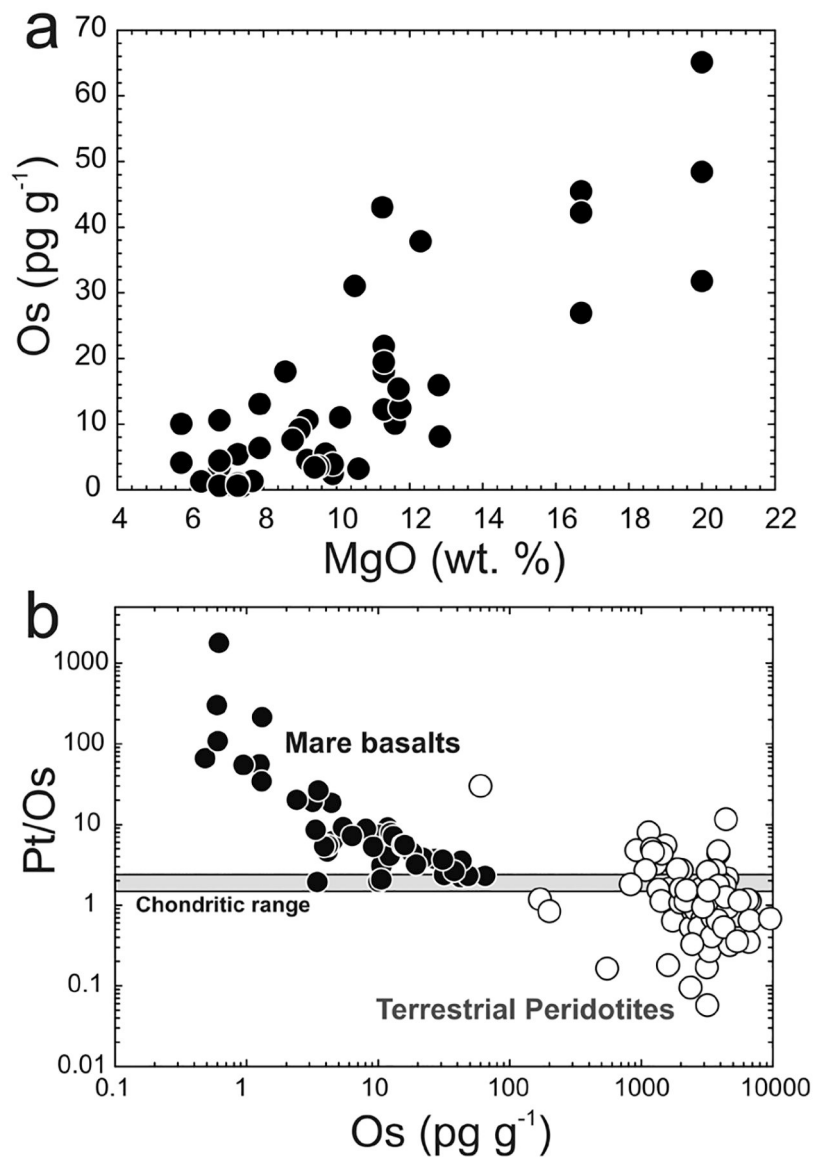 a
70
60
50
40
30
20
10
0
Os (pg g⁻¹)
4 6 8 10 12 14 16 18 20 22
MgO (wt. %)
b
1000
100
10
1
0.1
0.01
Pt/Os
Mare basalts
Chondritic range
Terrestrial Peridotites
0.1 1 10 100 1000 10000
Os (pg g⁻¹)